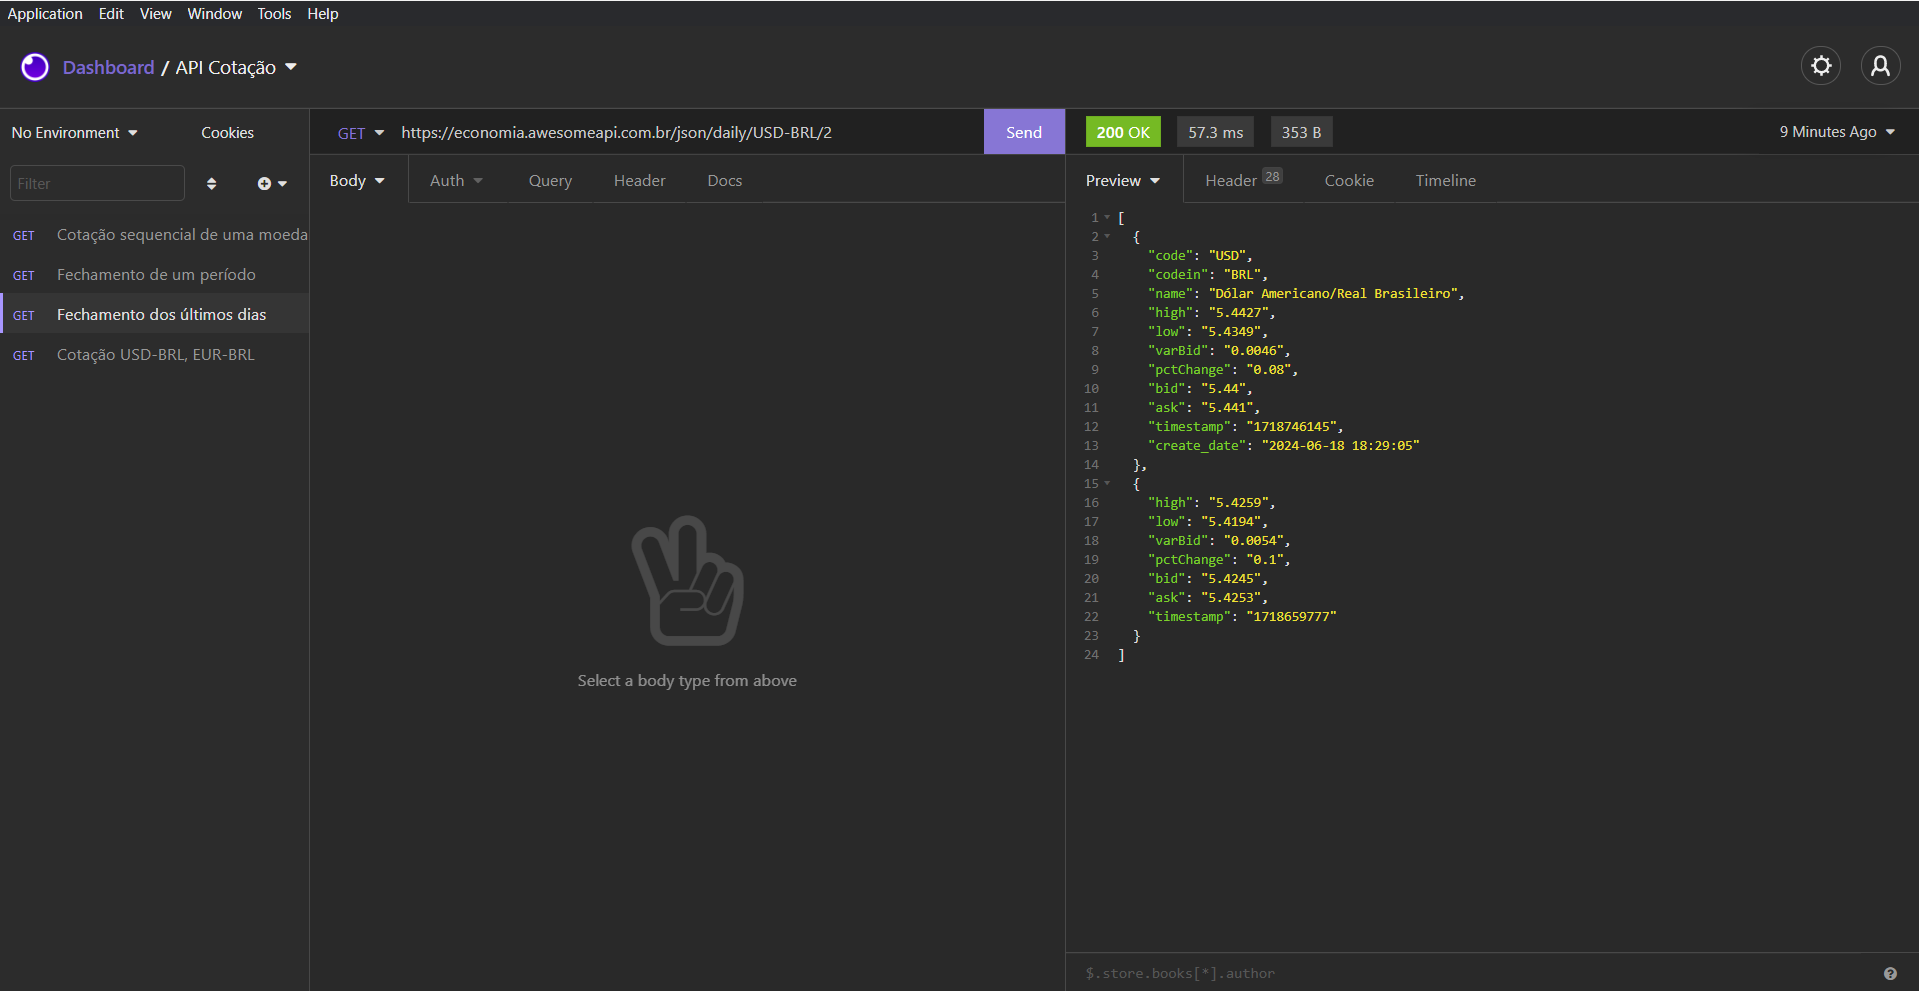 Application Edit View Window Tools Help
Dashboard / API Cotação
No Environment Cookies
Filter
GET Cotação sequencial de uma moeda
GET Fechamento de um período
GET Fechamento dos últimos dias
GET Cotação USD-BRL, EUR-BRL
GET https://economia.awesomeapi.com.br/json/daily/USD-BRL/2 Send
Body Auth Query Header Docs
Select a body type from above
200 OK 57.3 ms 353 B 9 Minutes Ago
Preview Header 28 Cookie Timeline
1 [
2 {
3 "code": "USD",
4 "codein": "BRL",
5 "name": "Dólar Americano/Real Brasileiro",
6 "high": "5.4427",
7 "low": "5.4349",
8 "varBid": "0.0046",
9 "pctChange": "0.08",
10 "bid": "5.44",
11 "ask": "5.441",
12 "timestamp": "1718746145",
13 "create_date": "2024-06-18 18:29:05"
14 },
15 {
16 "high": "5.4259",
17 "low": "5.4194",
18 "varBid": "0.0054",
19 "pctChange": "0.1",
20 "bid": "5.4245",
21 "ask": "5.4253",
22 "timestamp": "1718659777"
23 }
24 ]
$.store.books[*].author